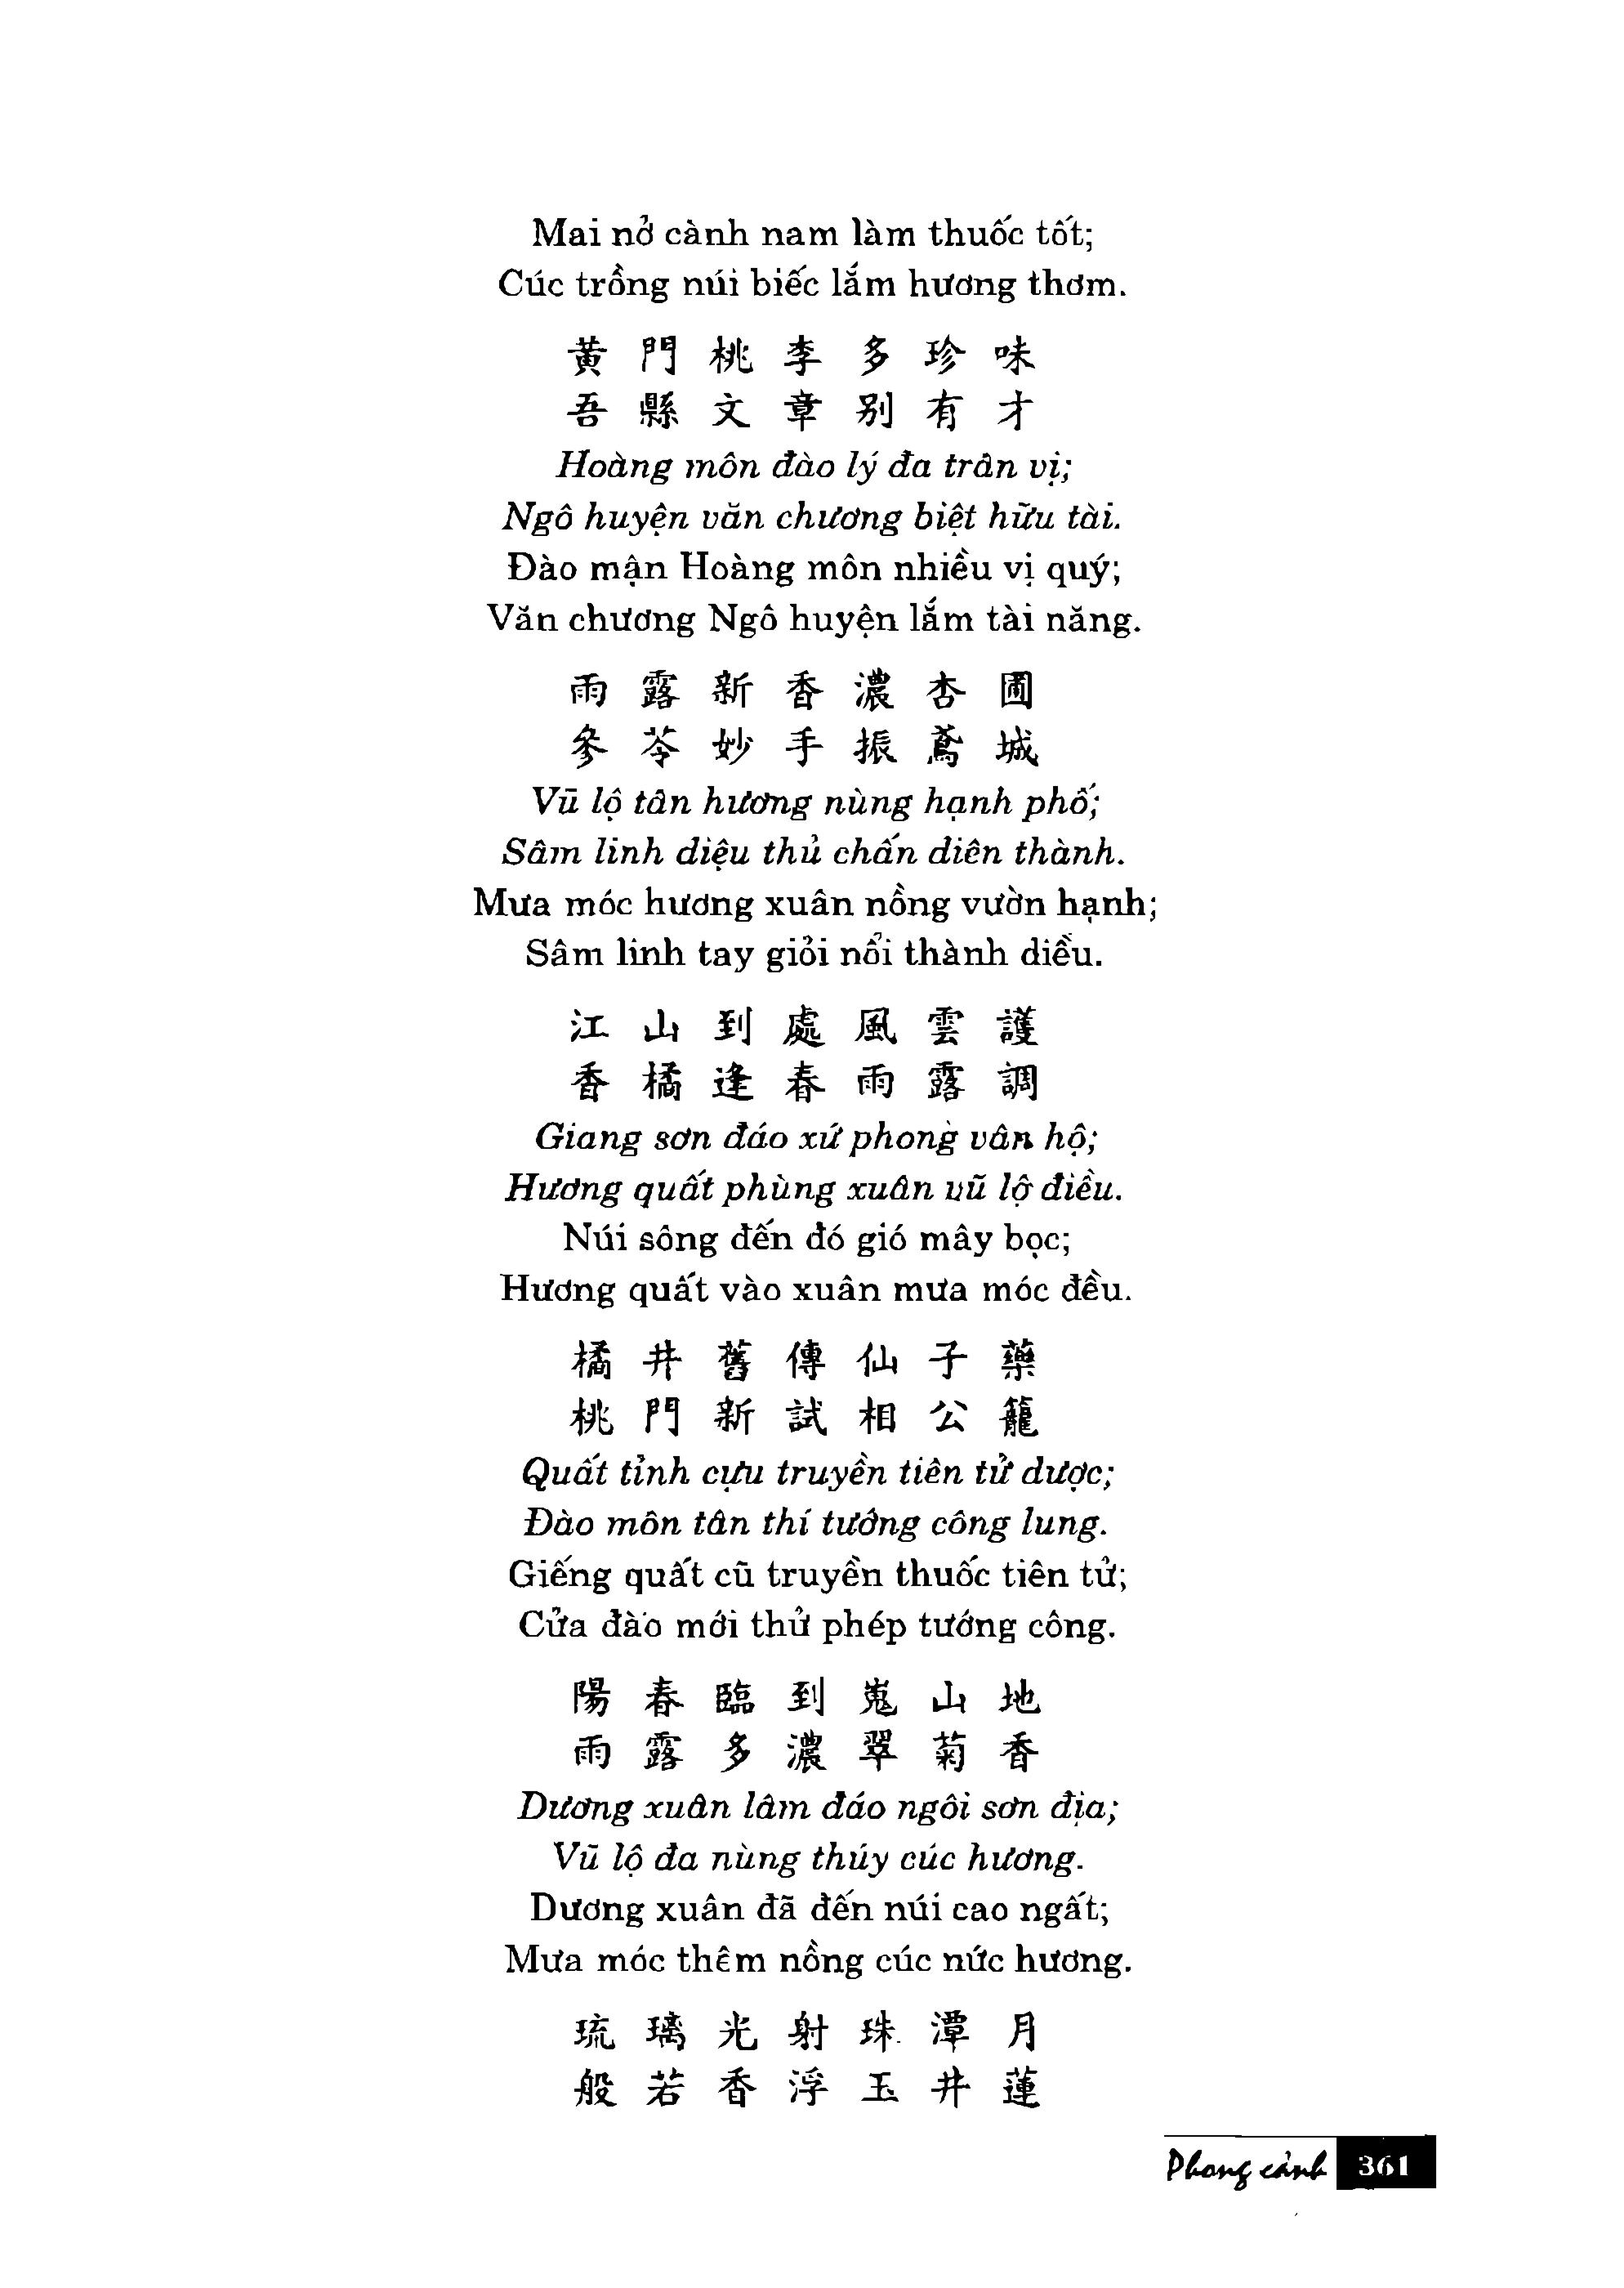 Mai nở cành nam làm thuốc tốt;
Cúc trồng núi biếc lắm hương thơm.
黃門桃李多珍味
吾縣文章別有才
Hoàng môn đào lý đa trân vị;
Ngô huyện văn chương biệt hữu tài.
Đào mận Hoàng môn nhiều vị quý;
Văn chương Ngô huyện lắm tài năng.
雨露新香濃杏圃
參苓妙手振鳶城
Vũ lộ tân hương nùng hạnh phố;
Sâm linh diệu thủ chấn diên thành.
Mưa móc hương xuân nồng vườn hạnh;
Sâm linh tay giỏi nổi thành diều.
江山到處風雲護
香橘逢春雨露調
Giang sơn đáo xứ phong vân hộ;
Hương quất phùng xuân vũ lộ điều.
Núi sông đến đó gió mây bọc;
Hương quất vào xuân mưa móc đều.
橘井舊傳仙子藥
桃門新試相公籠
Quất tỉnh cựu truyền tiên tử dược;
Đào môn tân thí tướng công lung.
Giếng quất cũ truyền thuốc tiên tử;
Cửa đào mới thử phép tướng công.
陽春臨到嵬山地
雨露多濃翠菊香
Dương xuân lâm đáo ngôi sơn địa;
Vũ lộ đa nùng thúy cúc hương.
Dương xuân đã đến núi cao ngất;
Mưa móc thêm nồng cúc nức hương.
琉璃光射珠潭月
般若香浮玉井蓮
Phong cảnh 361